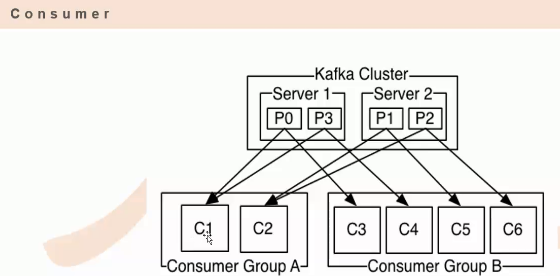 Consumer
Kafka Cluster
Server 1 Server 2
P0 P3 P1 P2
C1 C2 C3 C4 C5 C6
Consumer Group A Consumer Group B